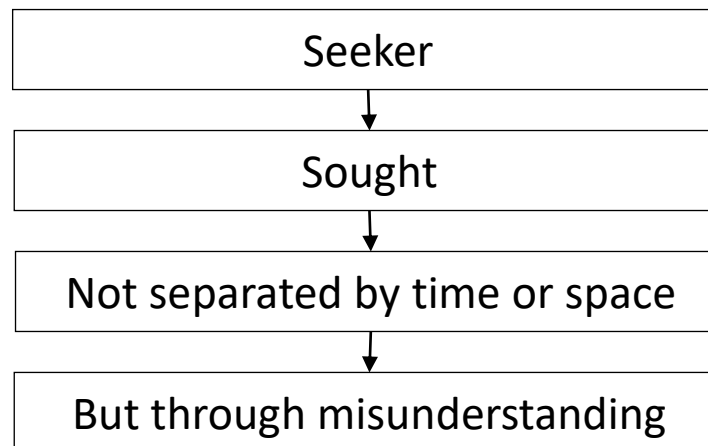 Seeker
Sought
Not separated by time or space
But through misunderstanding